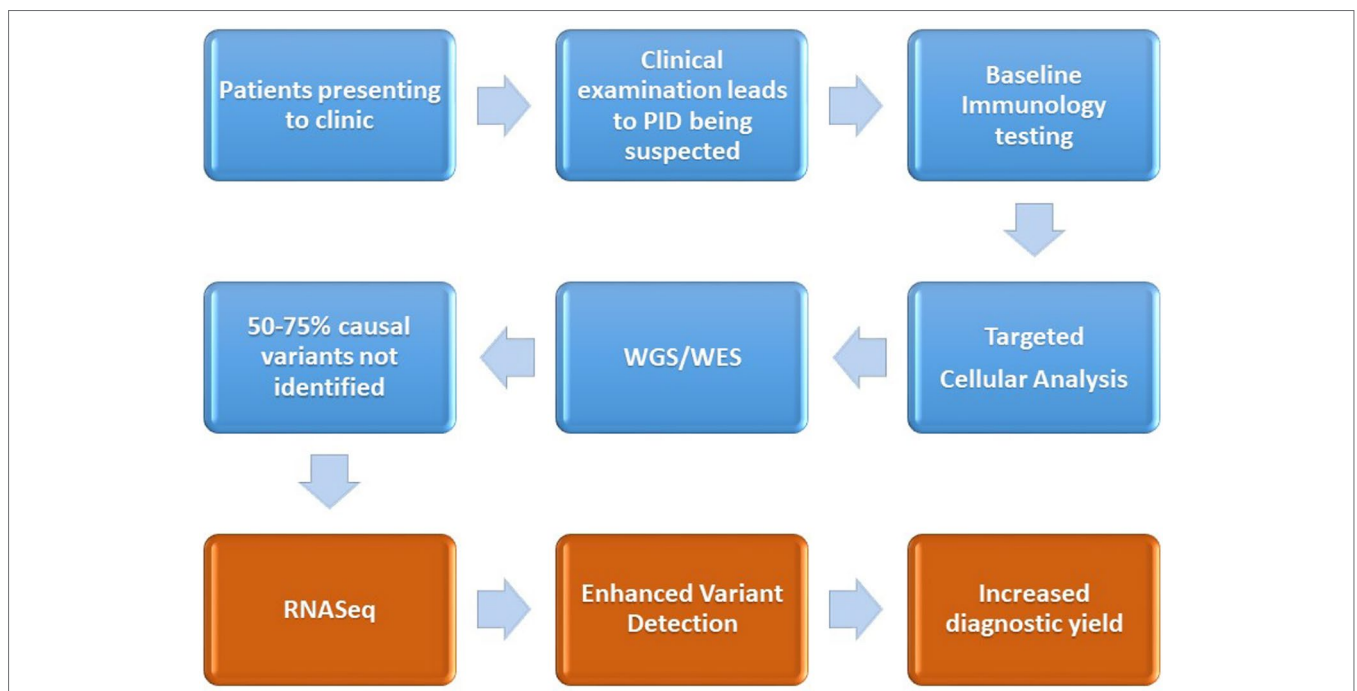 Patients presenting
to clinic
Clinical
examination leads
to PID being
suspected
Baseline
Immunology
testing
50-75% causal
variants not
identified
WGS/WES
Targeted
Cellular Analysis
RNASeq
Enhanced Variant
Detection
Increased
diagnostic yield